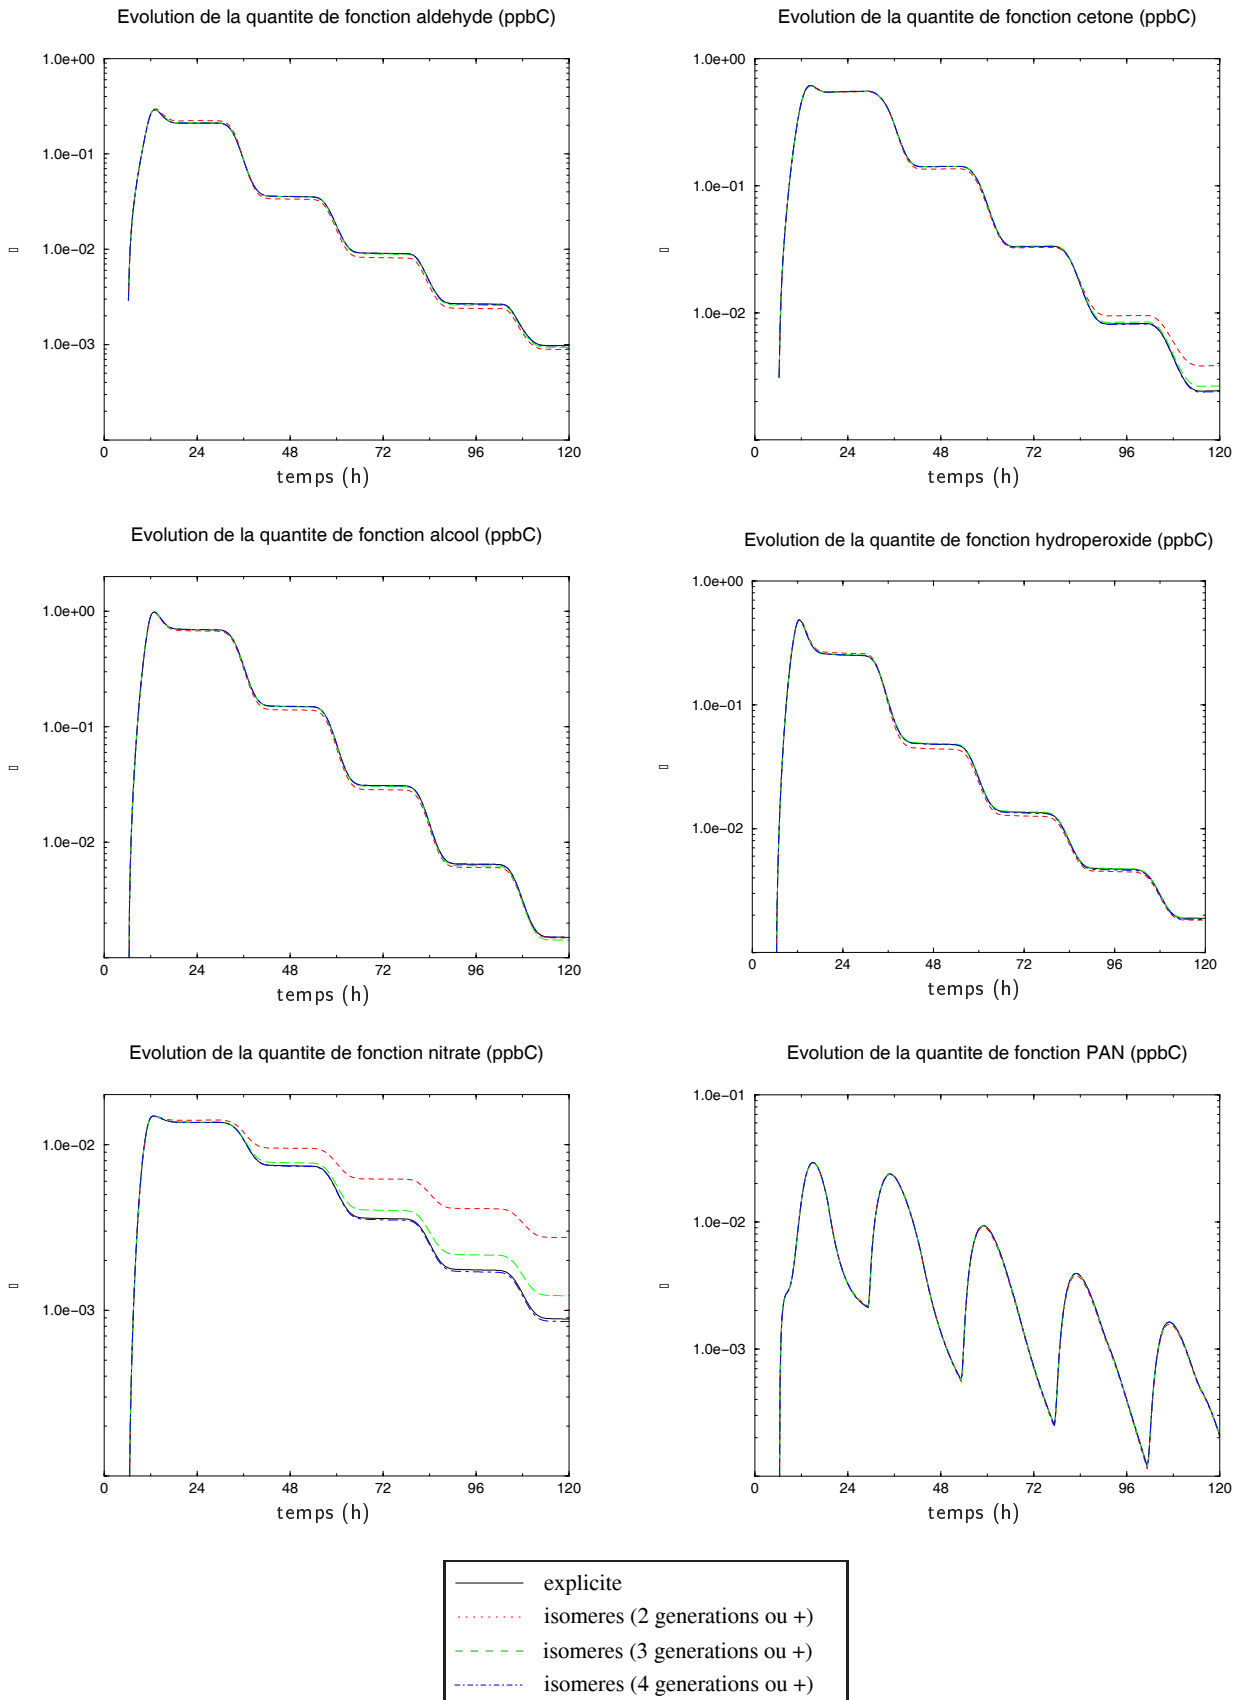 Evolution de la quantite de fonction aldehyde (ppbC)
1.0e+00
1.0e−01
1.0e−02
1.0e−03
0 24 48 72 96 120
temps (h)
Evolution de la quantite de fonction cetone (ppbC)
1.0e+00
1.0e−01
1.0e−02
0 24 48 72 96 120
temps (h)
Evolution de la quantite de fonction alcool (ppbC)
1.0e+00
1.0e−01
1.0e−02
0 24 48 72 96 120
temps (h)
Evolution de la quantite de fonction hydroperoxide (ppbC)
1.0e+00
1.0e−01
1.0e−02
0 24 48 72 96 120
temps (h)
Evolution de la quantite de fonction nitrate (ppbC)
1.0e−02
1.0e−03
0 24 48 72 96 120
temps (h)
Evolution de la quantite de fonction PAN (ppbC)
1.0e−01
1.0e−02
1.0e−03
0 24 48 72 96 120
temps (h)
explicite
isomeres (2 generations ou +)
isomeres (3 generations ou +)
isomeres (4 generations ou +)